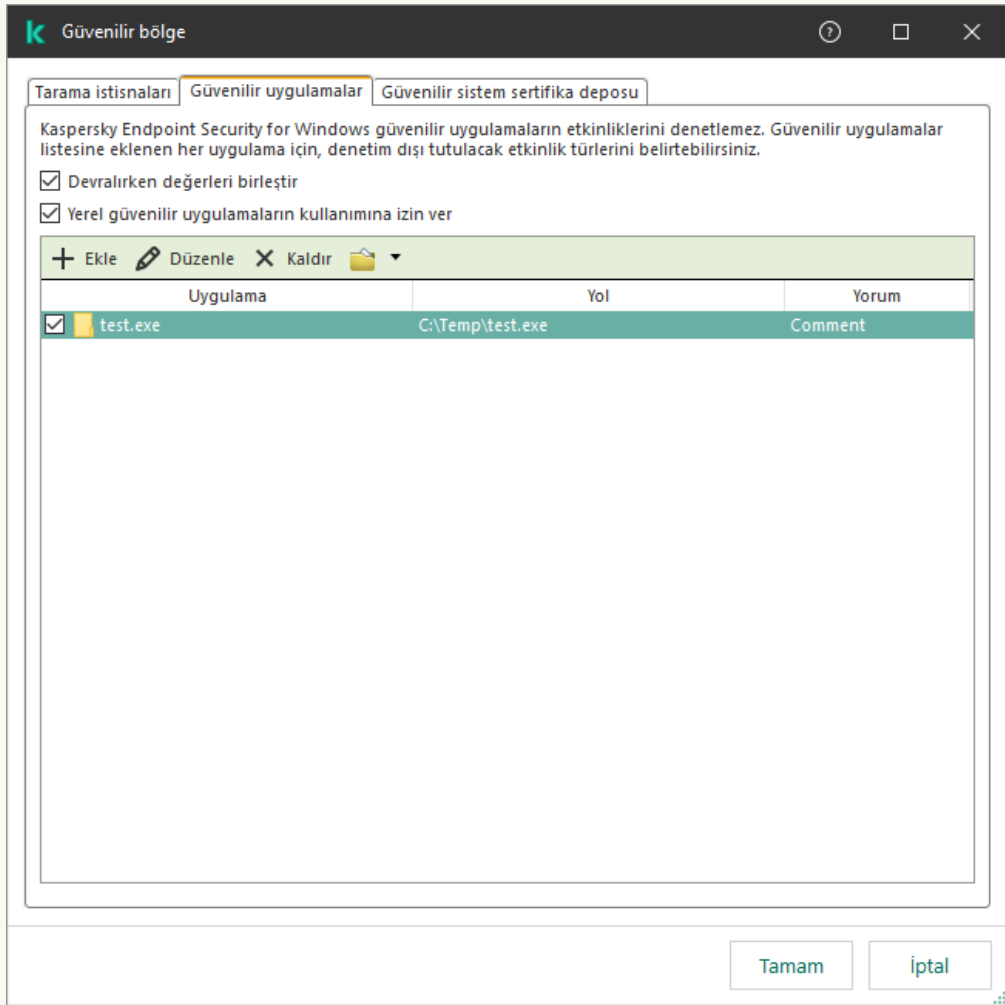 Güvenilir bölge
Tarama istisnaları Güvenilir uygulamalar Güvenilir sistem sertifika deposu
Kaspersky Endpoint Security for Windows güvenilir uygulamaların etkinliklerini denetlemez. Güvenilir uygulamalar
listesine eklenen her uygulama için, denetim dışı tutulacak etkinlik türlerini belirtebilirsiniz.
Devralırken değerleri birleştir
Yerel güvenilir uygulamaların kullanımına izin ver
Ekle Düzenle Kaldır
Uygulama Yol Yorum
test.exe C:\Temp\test.exe Comment
Tamam İptal